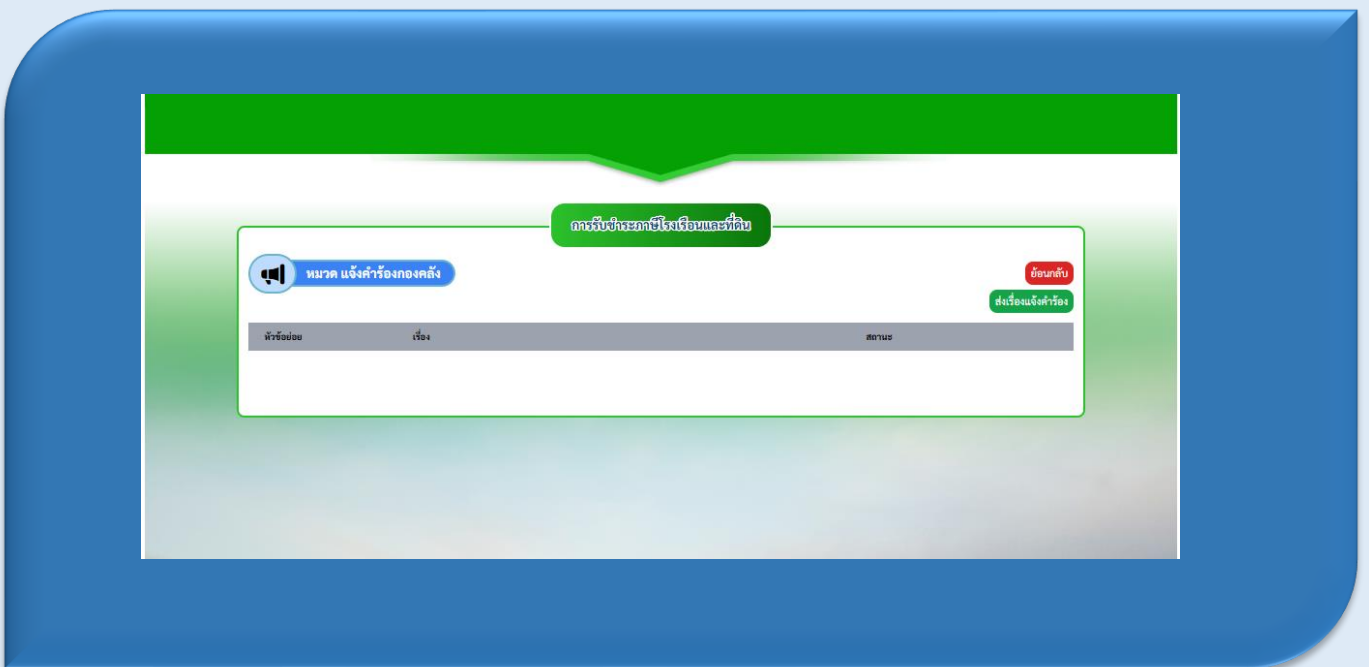 การรับชำระภาษีโรงเรือนและที่ดิน
หมวด แจ้งคำร้องกองคลัง
ย้อนกลับ
ส่งเรื่องแจ้งคำร้อง
หัวข้อย่อย เรื่อง สถานะ